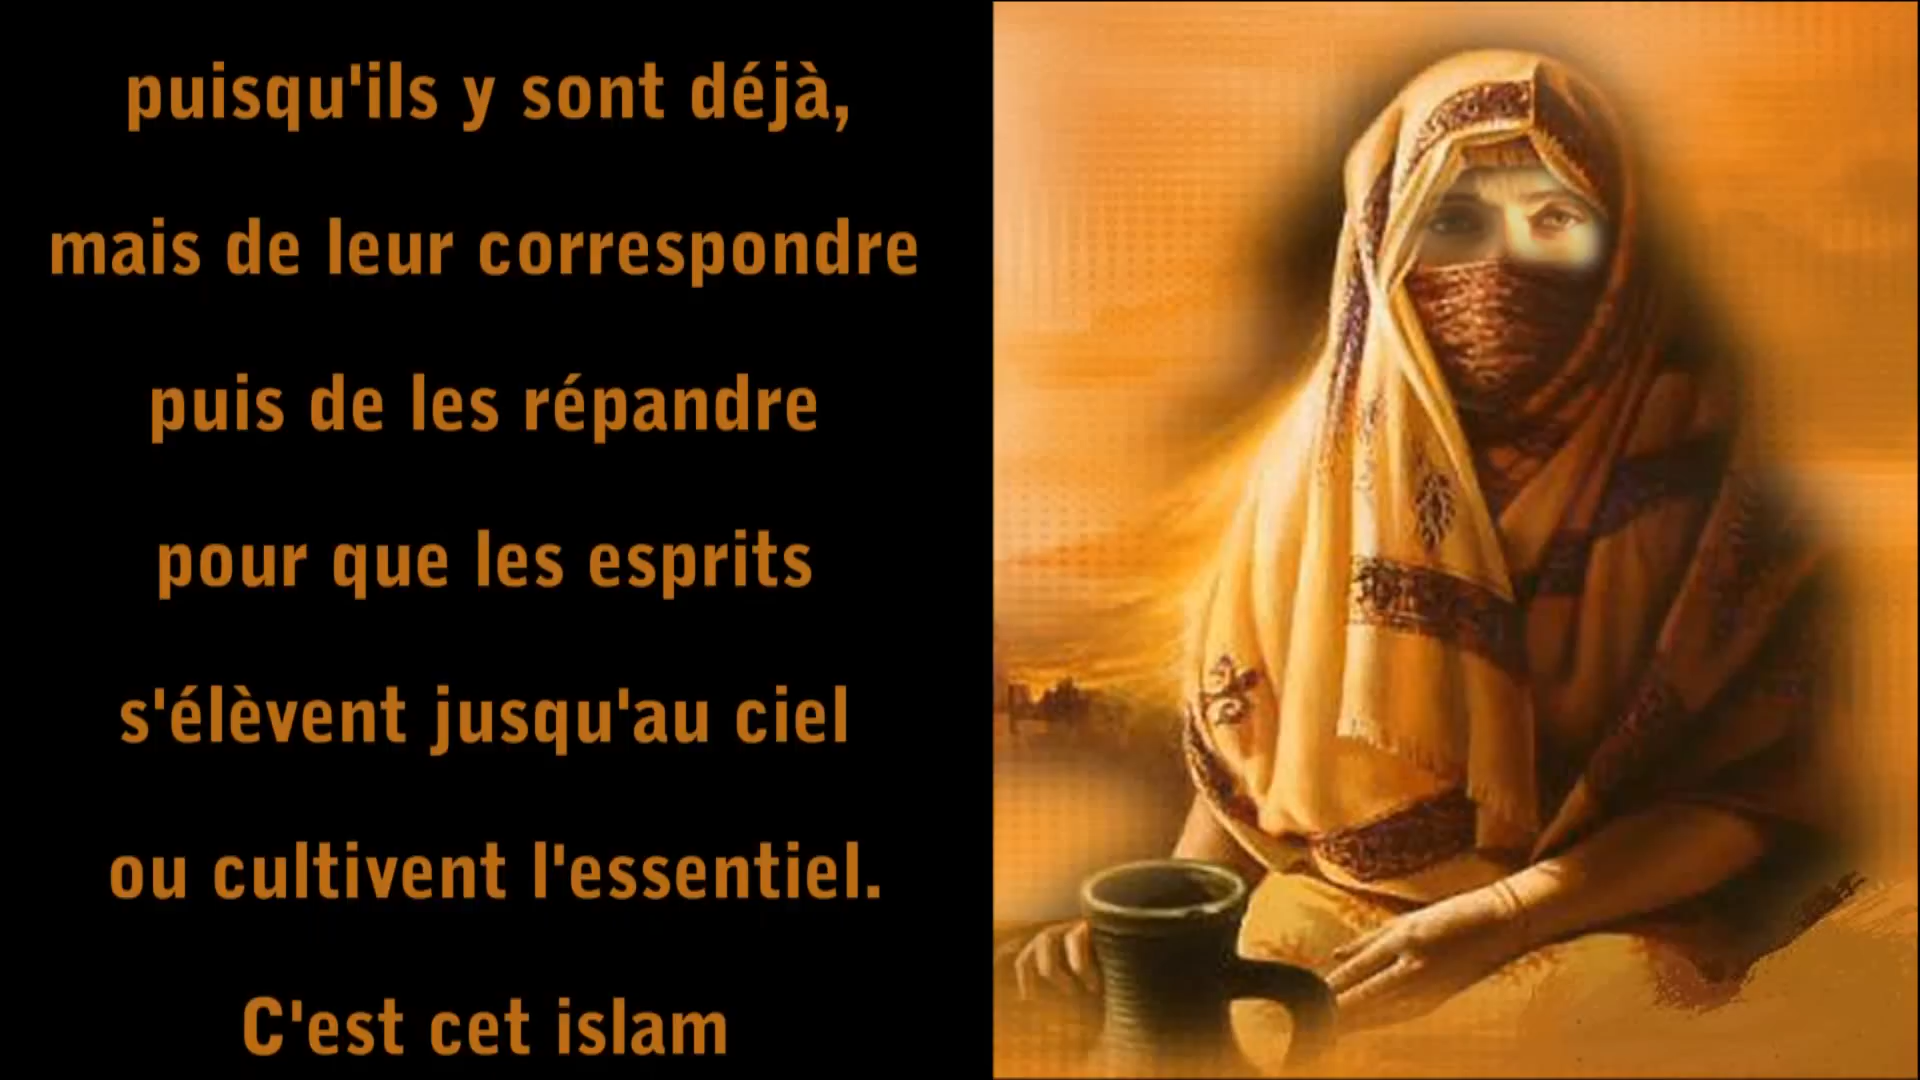 puisqu'ils y sont déjà,
mais de leur correspondre
puis de les répandre
pour que les esprits
s'élèvent jusqu'au ciel
ou cultivent l'essentiel.
C'est cet islam